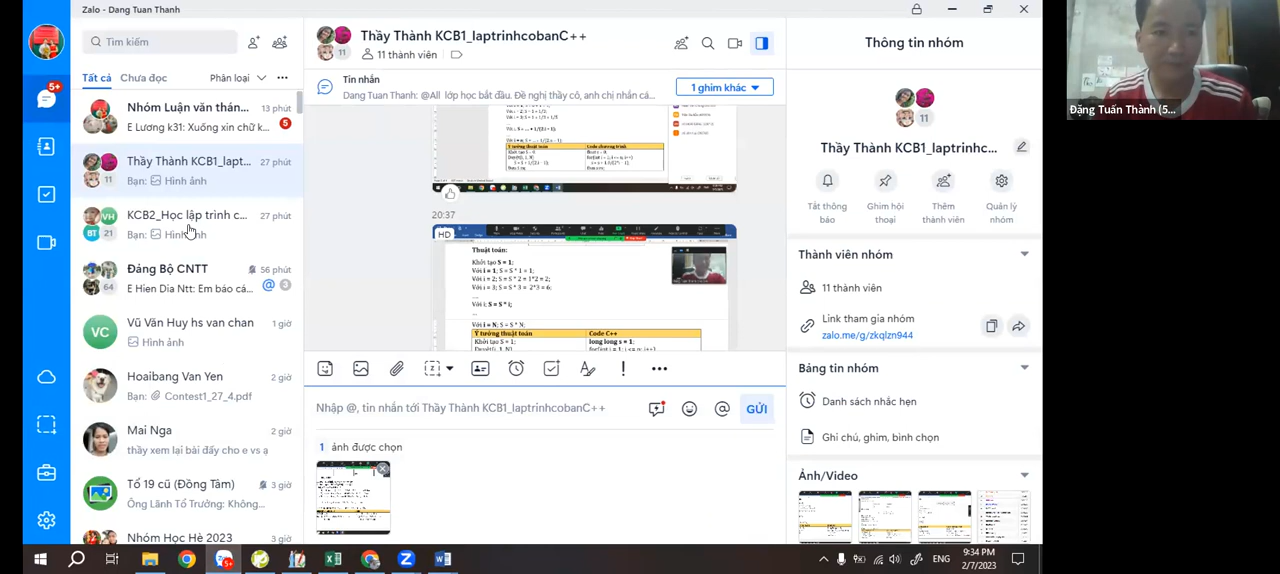 Zalo - Dang Tuan Thanh
Tìm kiếm
Tất cả
Chưa đọc
Phân loại
5+
Nhóm Luận văn thán...
13 phút
E Lương k31: Xuống xin chữ k...
5
Thầy Thành KCB1_lapt...
27 phút
11
Bạn: Hình ảnh
KCB2_Học lập trình c...
27 phút
VH
BT
21
Bạn: Hình ảnh
Đảng Bộ CNTT
56 phút
64
E Hien Dia Ntt: Em báo cá...
@
3
Vũ Văn Huy hs van chan
1 giờ
VC
Hình ảnh
Hoaibang Van Yen
2 giờ
Bạn: Contest1_27_4.pdf
Mai Nga
2 giờ
thầy xem lại bài đấy cho e vs ạ
Tổ 19 cũ (Đồng Tâm)
3 giờ
Ông Lãnh Tổ Trưởng: Không...
Nhóm Học Hè 2023
3 giờ
Thầy Thành KCB1_laptrinhcobanC++
11
11 thành viên
Tin nhắn
Dang Tuan Thanh: @All lớp học bắt đầu. Đề nghị thầy cô, anh chị nhắn cá...
1 ghim khác
Ý tưởng thuật toán
Code chương trình
20:37
HD
Thuật toán:
Khởi tạo S = 1;
Với i = 1; S = S * 1 = 1;
Với i = 2; S = S * 2 = 1*2 = 2;
Với i = 3; S = S * 3 = 2*3 = 6;
...
Với i; S = S * i;
...
Với i = N; S = S * N;
Ý tưởng thuật toán
Code C++
Khởi tạo S = 1;
long long s = 1;
Nhập @, tin nhắn tới Thầy Thành KCB1_laptrinhcobanC++
GỬI
1 ảnh được chọn
Thông tin nhóm
11
Thầy Thành KCB1_laptrinhc...
Tắt thông báo
Ghim hội thoại
Thêm thành viên
Quản lý nhóm
Thành viên nhóm
11 thành viên
Link tham gia nhóm
zalo.me/g/zkqlzn944
Bảng tin nhóm
Danh sách nhắc hẹn
Ghi chú, ghim, bình chọn
Ảnh/Video
Đặng Tuấn Thành (5...
5+
ENG
9:34 PM
2/7/2023